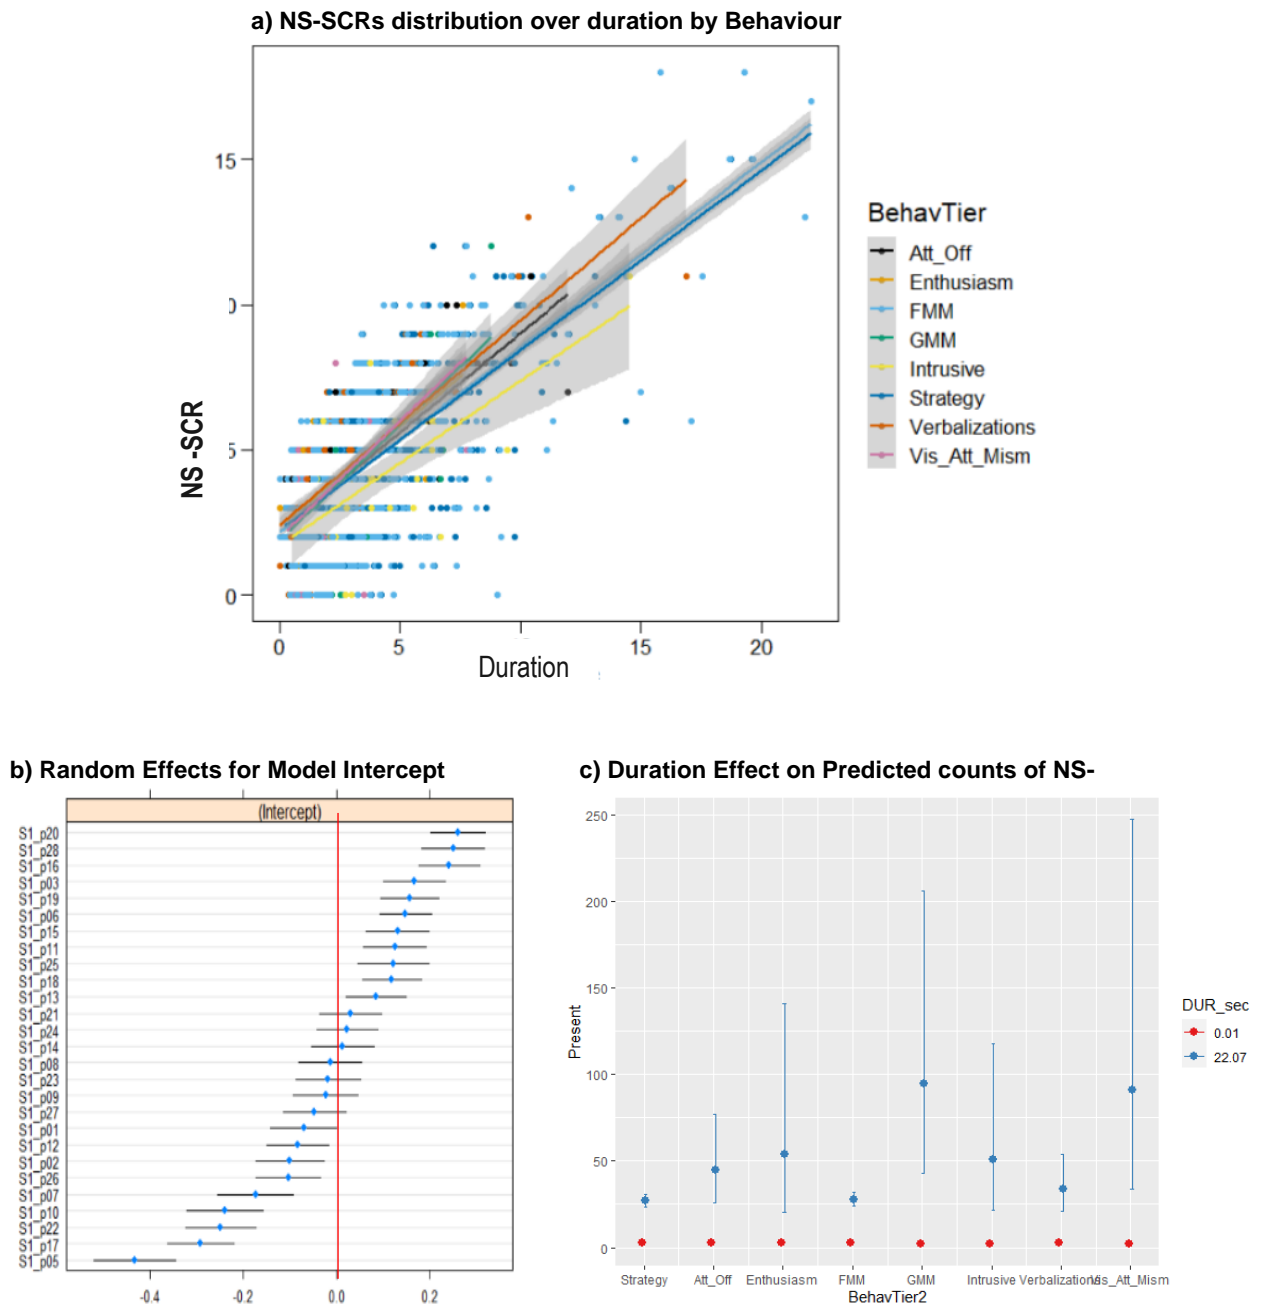 a) NS-SCRs distribution over duration by Behaviour
15
0
5
0
NS -SCR
0 5 15 20
Duration
BehavTier
Att_Off
Enthusiasm
FMM
GMM
Intrusive
Strategy
Verbalizations
Vis_Att_Mism
b) Random Effects for Model Intercept
(Intercept)
S1_p20
S1_p28
S1_p16
S1_p03
S1_p19
S1_p06
S1_p15
S1_p11
S1_p25
S1_p18
S1_p13
S1_p21
S1_p24
S1_p14
S1_p08
S1_p23
S1_p09
S1_p27
S1_p01
S1_p12
S1_p02
S1_p26
S1_p07
S1_p10
S1_p22
S1_p17
S1_p05
-0.4 -0.2 0.0 0.2
c) Duration Effect on Predicted counts of NS-
250
200
150
100
50
0
Present
Strategy Att_Off Enthusiasm FMM GMM Intrusive Verbalizations Vis_Att_Mism
BehavTier2
DUR_sec
0.01
22.07